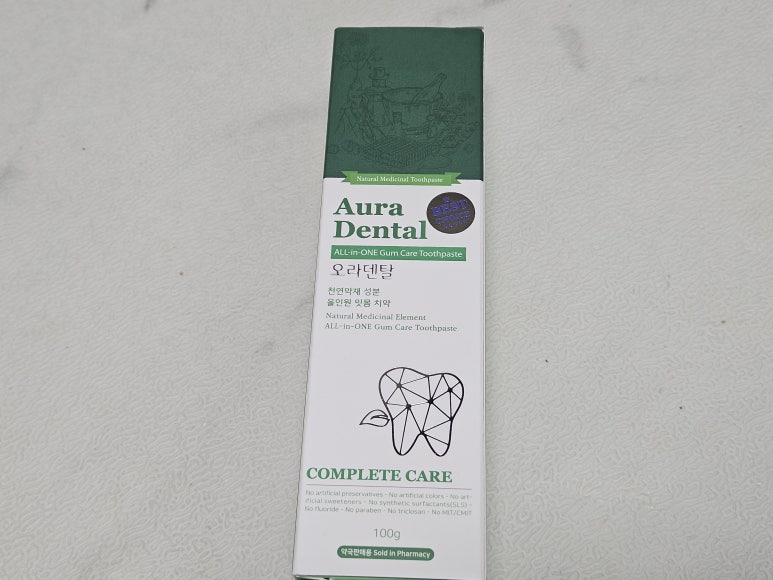 Natural Medicinal Toothpaste
Aura
Dental
BEST
ALL-in-ONE Gum Care Toothpaste
오라덴탈
천연약재 성분
올인원 잇몸 치약
Natural Medicinal Element
ALL-in-ONE Gum Care Toothpaste
COMPLETE CARE
No artificial preservatives - No artificial colors - No art-
ificial sweeteners - No synthetic surfactants(SLS) -
No fluoride - No paraben - No triclosan - No MIT/CMIT
100g
약국판매용 Sold in Pharmacy